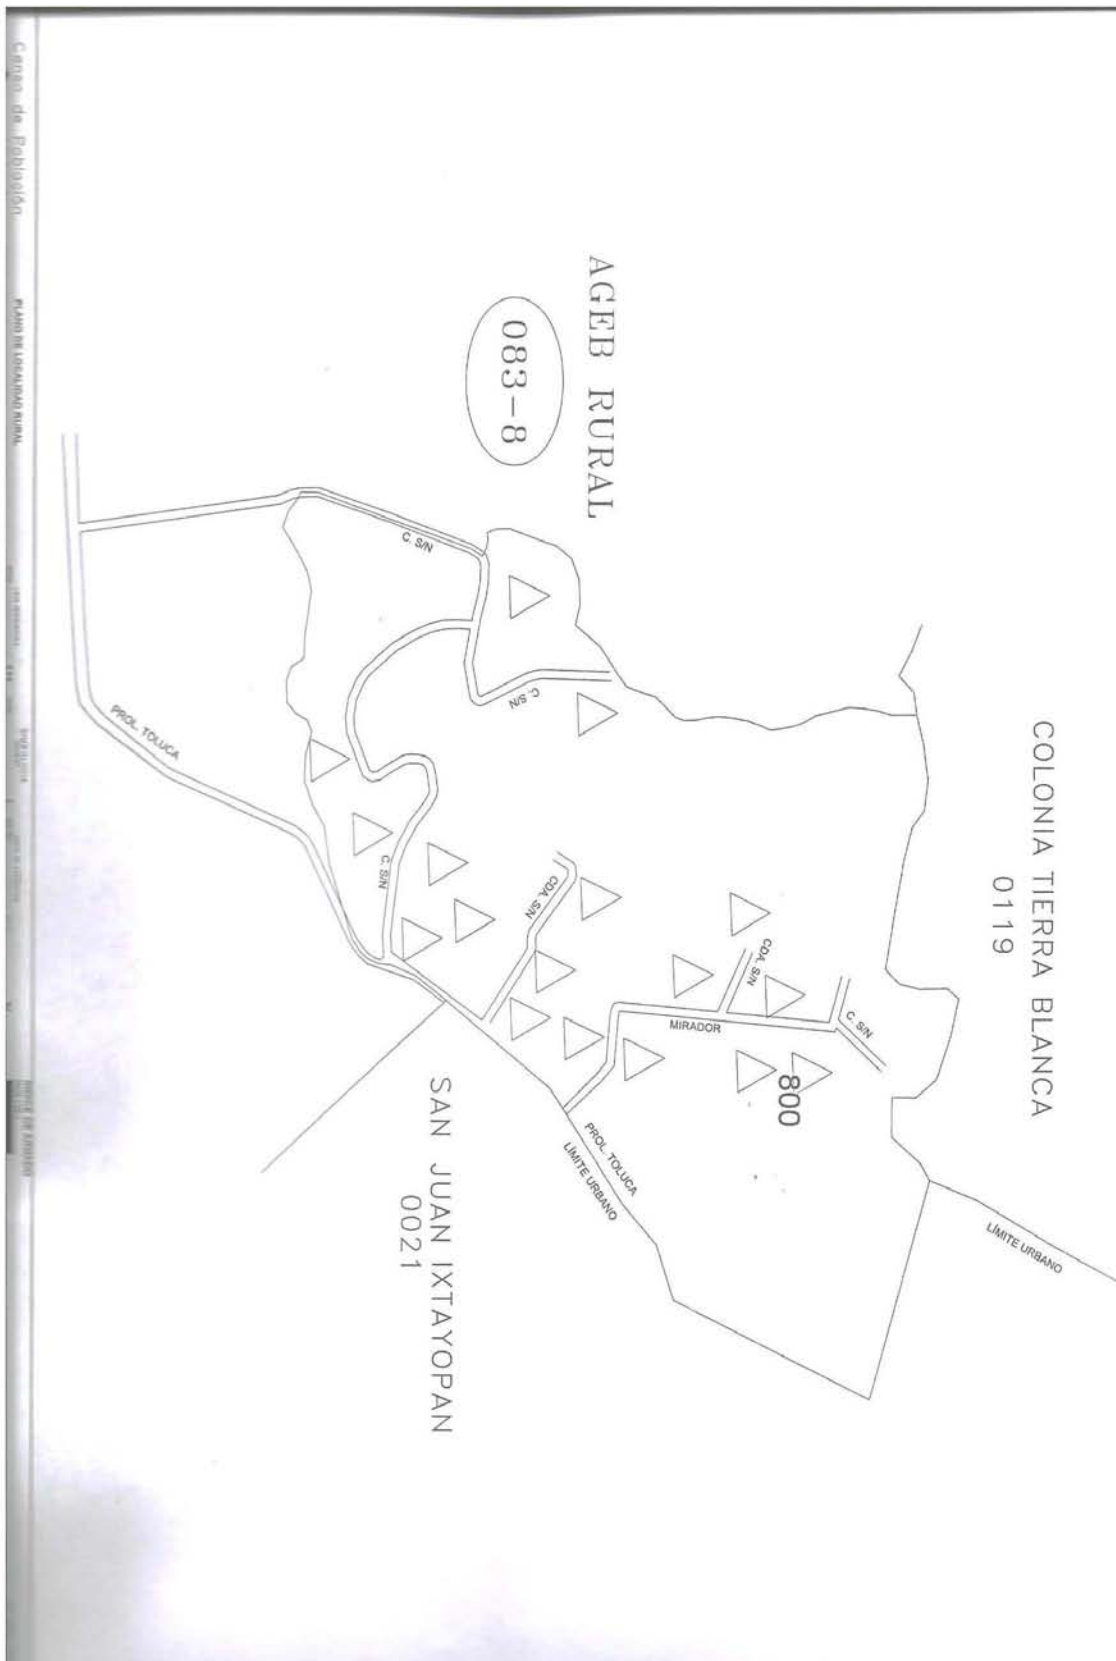 COLONIA TIERRA BLANCA
01119
AGEB RURAL
083-8
LÍMITE URBANO
C. S/N
CDA. S/N
MIRADOR
800
C. S/N
C. S/N
CDA. S/N
C. S/N
PROL. TOLUCA
LÍMITE URBANO
PROL. TOLUCA
SAN JUAN IXTAYOPAN
0021
Censo de Población
PLANO DE LOCALIDAD RURAL